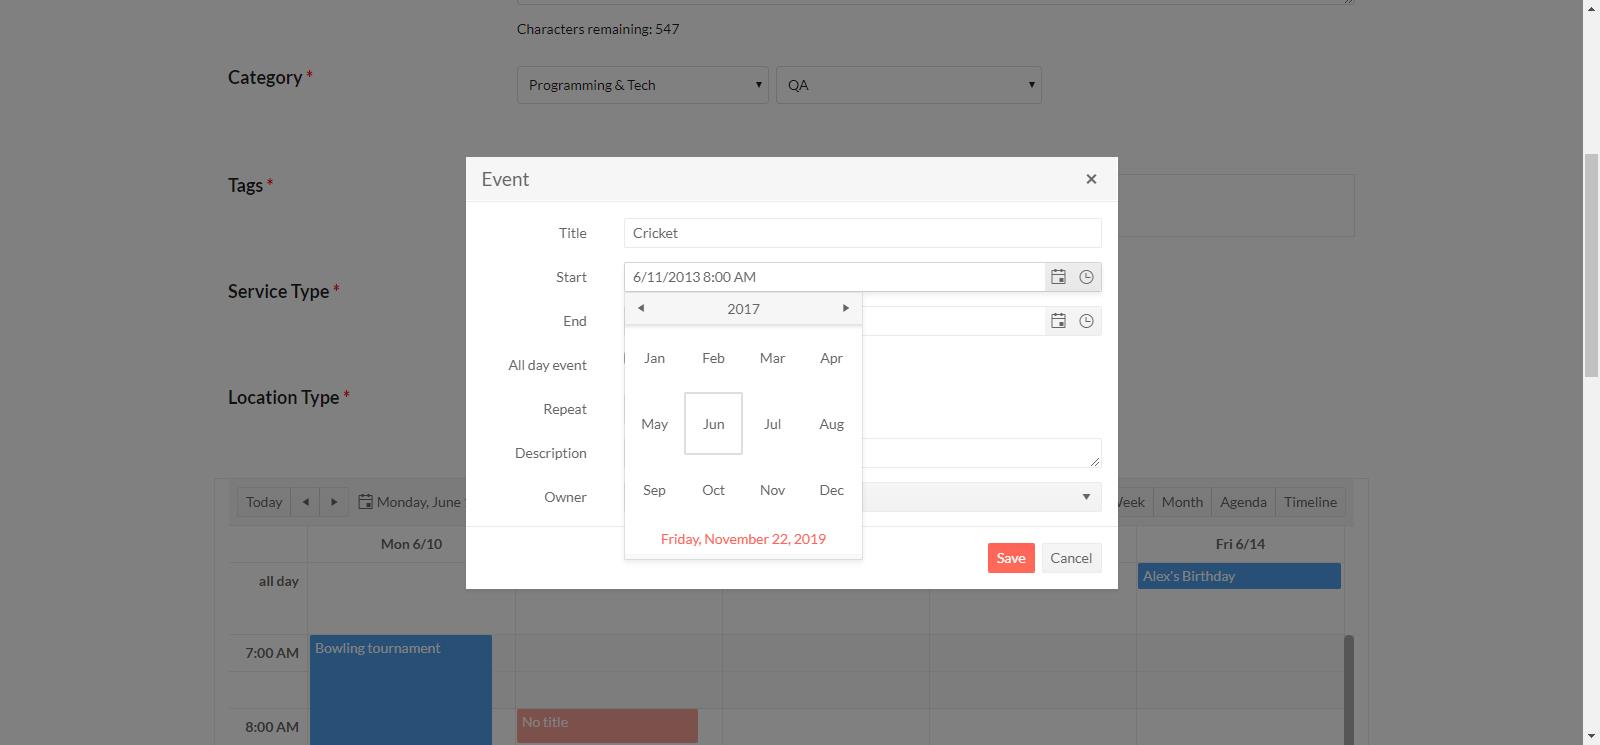 Characters remaining: 547
Category *
Programming & Tech
QA
Tags *
Service Type *
Location Type *
Event
Title
Cricket
Start
6/11/2013 8:00 AM
End
All day event
Repeat
Description
Owner
2017
Jan Feb Mar Apr
May Jun Jul Aug
Sep Oct Nov Dec
Friday, November 22, 2019
Save Cancel
Today
Monday, June
Month Agenda Timeline
Mon 6/10
Fri 6/14
all day
Alex's Birthday
7:00 AM
Bowling tournament
8:00 AM
No title